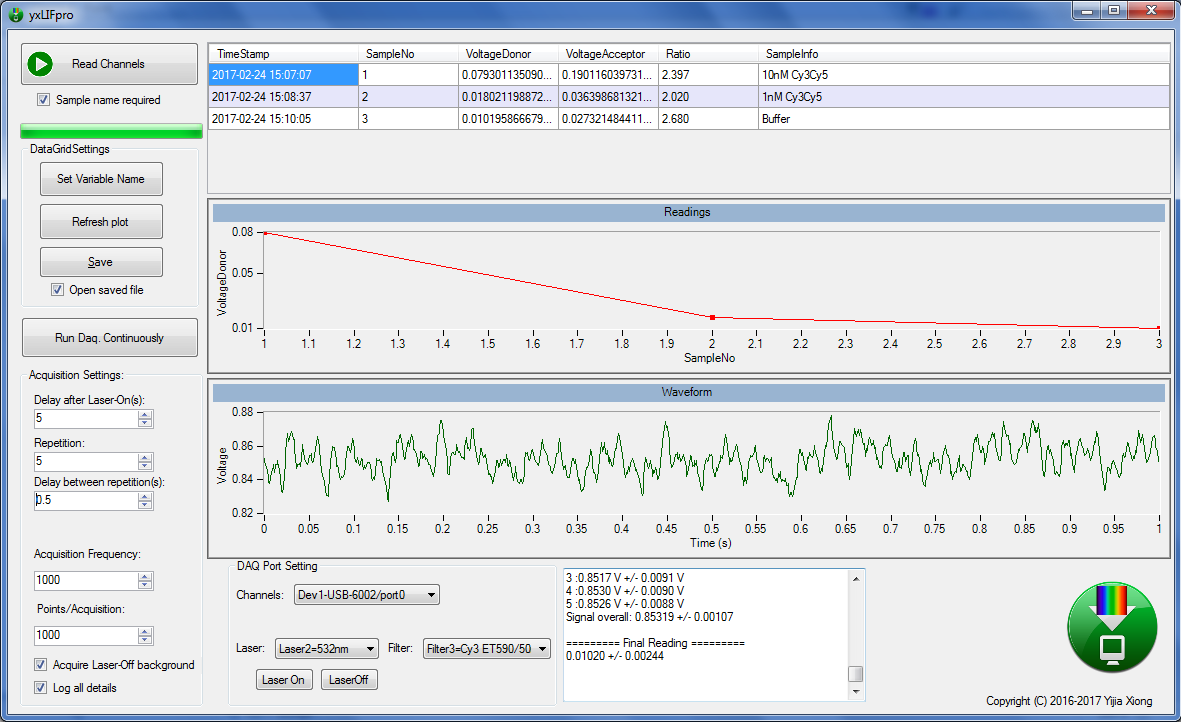 yxLIFpro
Read Channels
Sample name required
DataGridSettings
Set Variable Name
Refresh plot
Save
Open saved file
Run Daq. Continuously
Acquisition Settings:
Delay after Laser-On(s):
5
Repetition:
5
Delay between repetition(s):
0.5
Acquisition Frequency:
1000
Points/Acquisition:
1000
Acquire Laser-Off background
Log all details
TimeStamp SampleNo VoltageDonor VoltageAcceptor Ratio SampleInfo
2017-02-24 15:07:07 1 0.079301135090... 0.190116039731... 2.397 10nM Cy3Cy5
2017-02-24 15:08:37 2 0.018021198872... 0.036398681321... 2.020 1nM Cy3Cy5
2017-02-24 15:10:05 3 0.010195866679... 0.027321484411... 2.680 Buffer
Readings
VoltageDonor
0.08
0.05
0.01
1 1.1 1.2 1.3 1.4 1.5 1.6 1.7 1.8 1.9 2 2.1 2.2 2.3 2.4 2.5 2.6 2.7 2.8 2.9 3
SampleNo
Waveform
Voltage
0.88
0.86
0.84
0.82
0 0.05 0.1 0.15 0.2 0.25 0.3 0.35 0.4 0.45 0.5 0.55 0.6 0.65 0.7 0.75 0.8 0.85 0.9 0.95 1
Time (s)
DAQ Port Setting
Channels: Dev1-USB-6002/port0
Laser: Laser2=532nm Filter: Filter3=Cy3 ET590/50
Laser On LaserOff
3 :0.8517 V +/- 0.0091 V
4 :0.8530 V +/- 0.0090 V
5 :0.8526 V +/- 0.0088 V
Signal overall: 0.85319 +/- 0.00107
========= Final Reading =========
0.01020 +/- 0.00244
Copyright (C) 2016-2017 Yijia Xiong